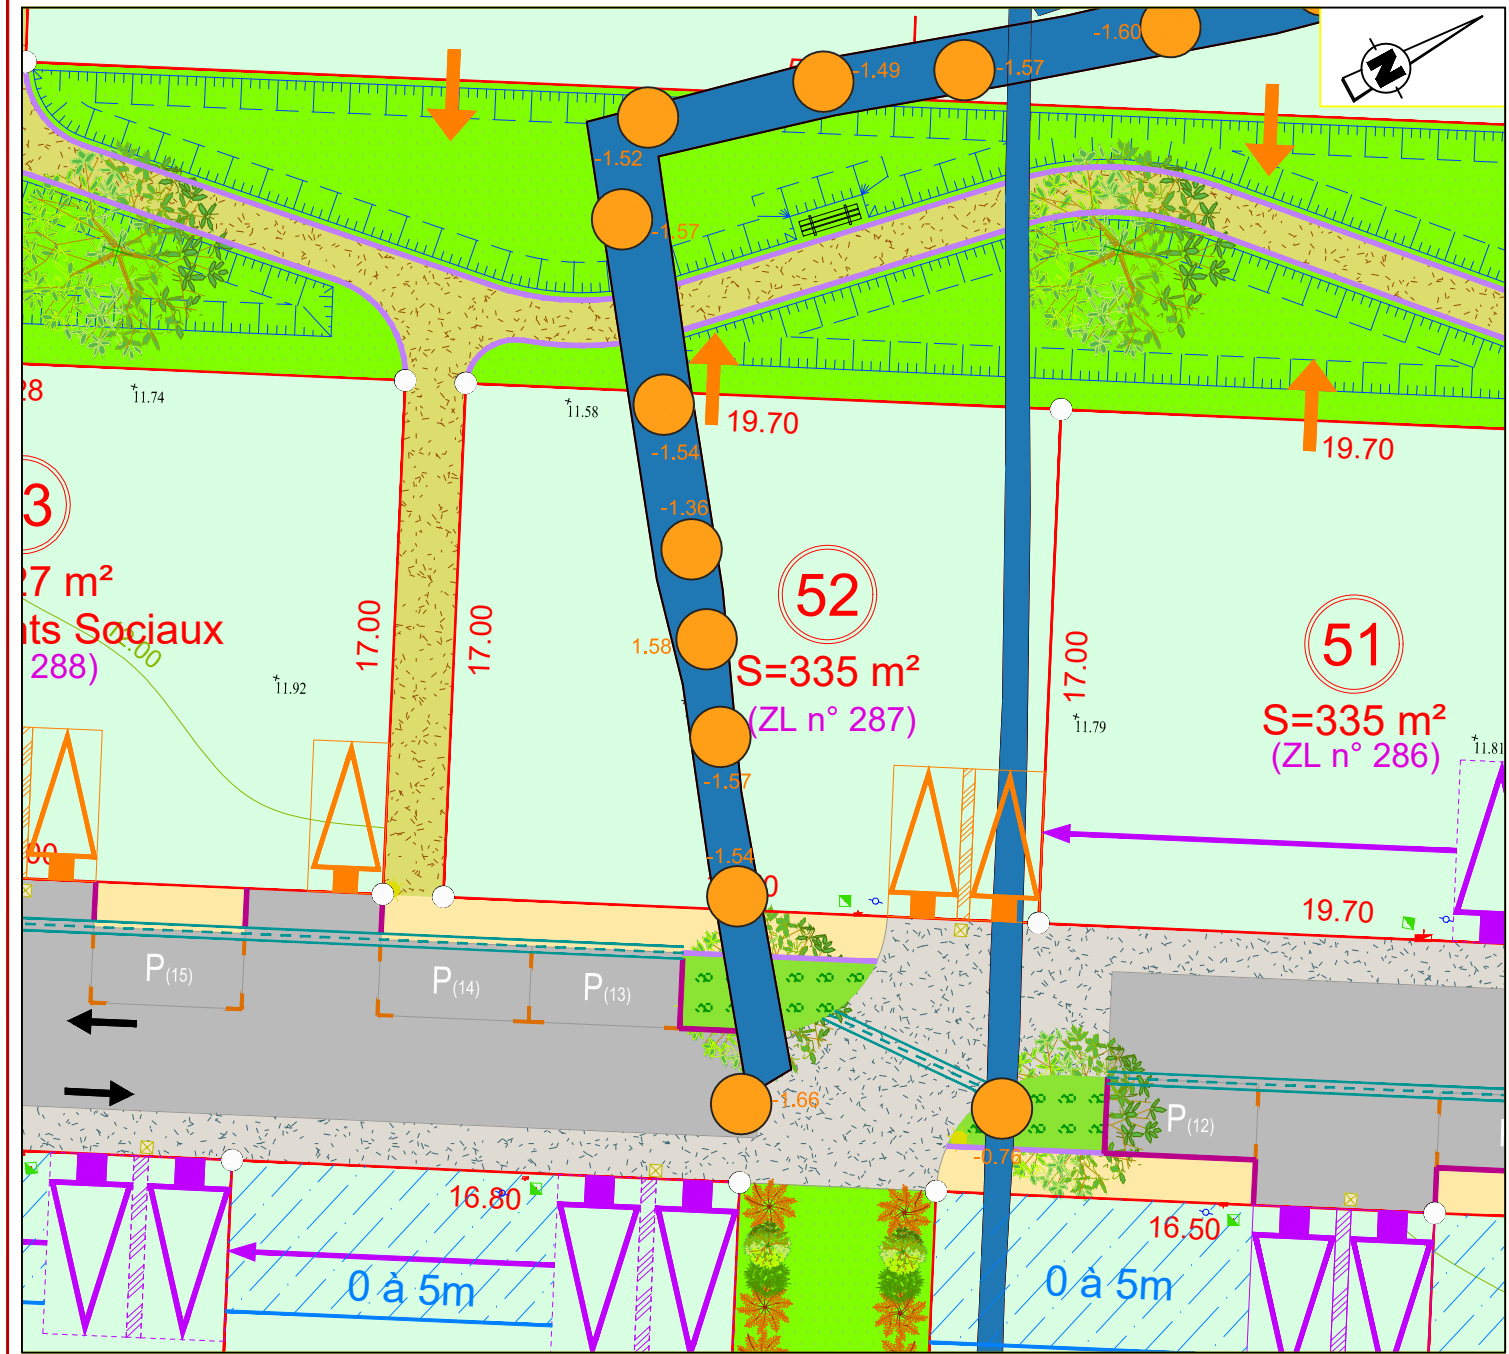 -1.60
-1.49
-1.57
N
-1.52
-1.57
28
11.74
11.58
19.70
19.70
-1.54
-1.36
3
27 m²
nts Sociaux
288)
17.00
17.00
17.00
11.92
1.58
52
S=335 m²
(ZL n° 287)
51
S=335 m²
(ZL n° 286)
11.79
11.81
-1.57
-1.54
19.70
P(15)
P(14)
P(13)
-1.66
P(12)
-0.76
16.80
16.50
0 à 5m
0 à 5m